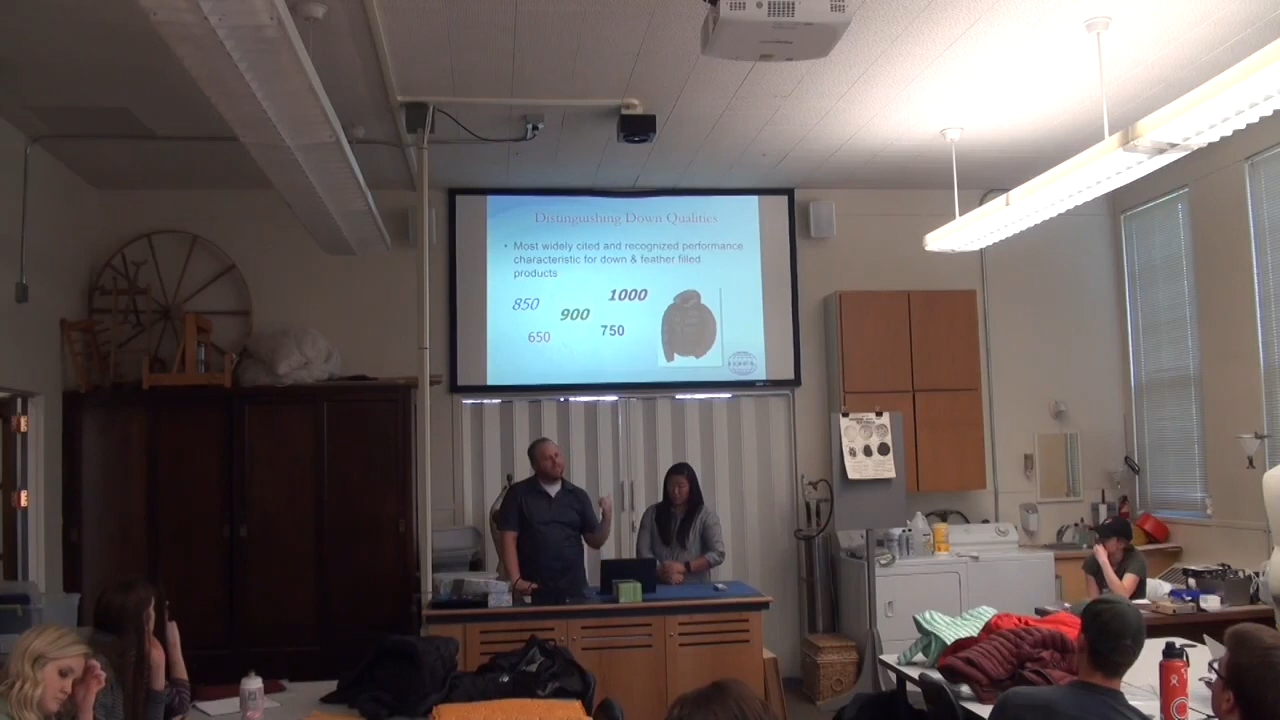 Distinguishing Down Qualities
• Most widely cited and recognized performance
characteristic for down & feather filled
products
850
900
1000
650
750